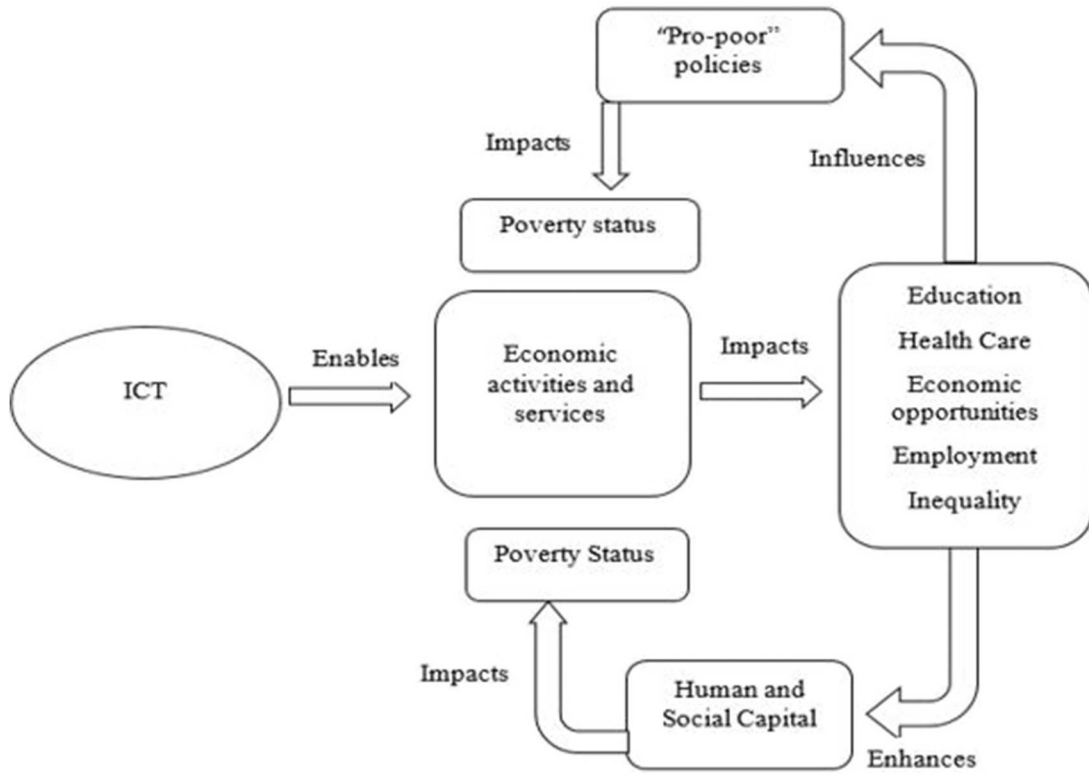 “Pro-poor”
policies
Impacts
Influences
Poverty status
Education
Health Care
Economic
opportunities
Employment
Inequality
ICT
Enables
Economic
activities and
services
Impacts
Poverty Status
Impacts
Human and
Social Capital
Enhances